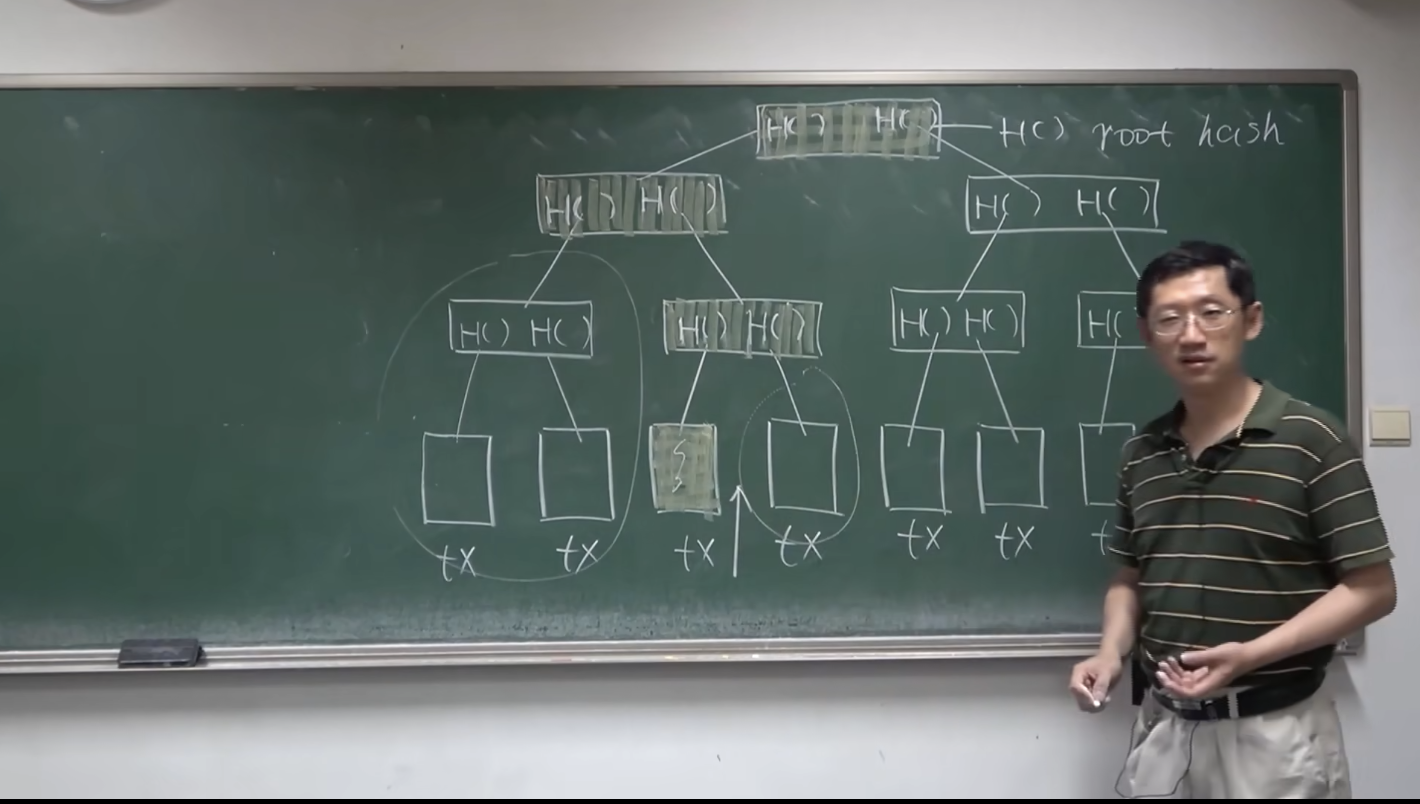 H( ) H( ) H( ) root hash
H( ) H( ) H( ) H( )
H( ) H( ) H( ) H( ) H( ) H( ) H(
tx tx tx tx tx tx t